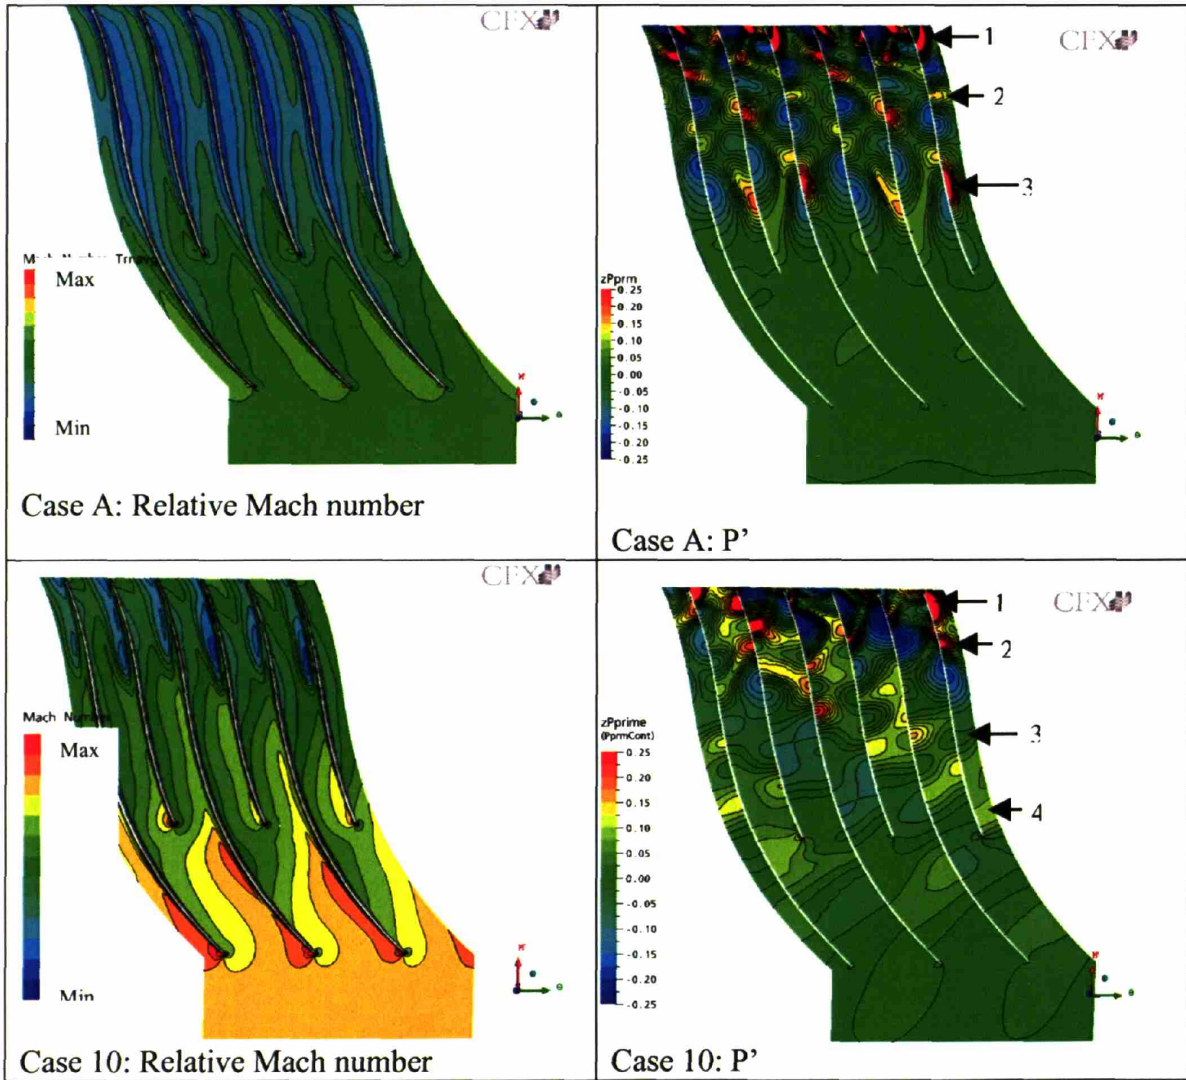 CFX
Max
Min
Case A: Relative Mach number
CFX
1
2
3
zPprm
0.25
0.20
0.15
0.10
0.05
0.00
-0.05
-0.10
-0.15
-0.20
-0.25
Case A: P'
CFX
Mach Number
Max
Min
Case 10: Relative Mach number
CFX
1
2
3
4
zPprime
(PprmCont)
0.25
0.20
0.15
0.10
0.05
0.00
-0.05
-0.10
-0.15
-0.20
-0.25
Case 10: P'